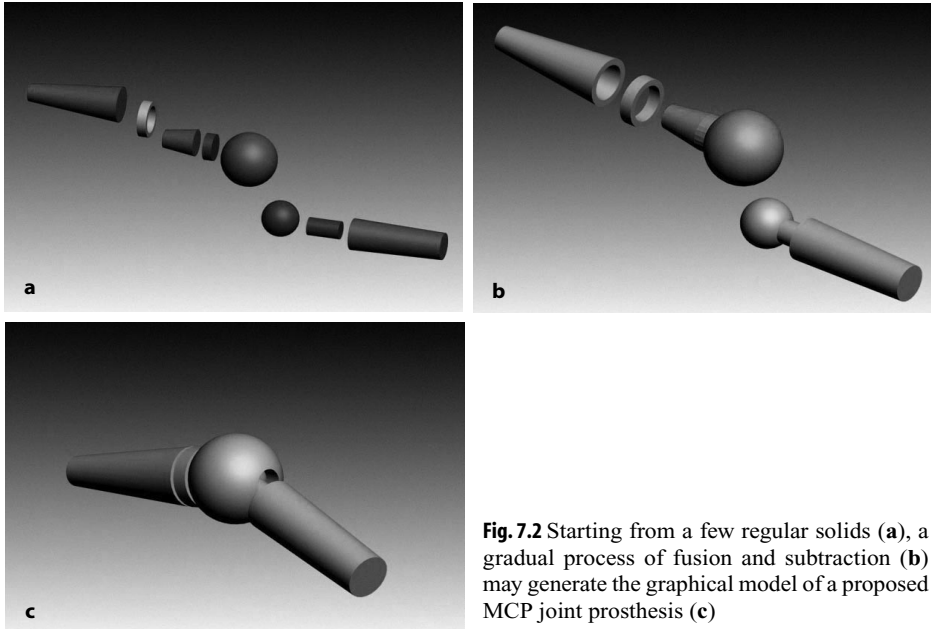 a
b
c
Fig. 7.2 Starting from a few regular solids (a), a
gradual process of fusion and subtraction (b)
may generate the graphical model of a proposed
MCP joint prosthesis (c)